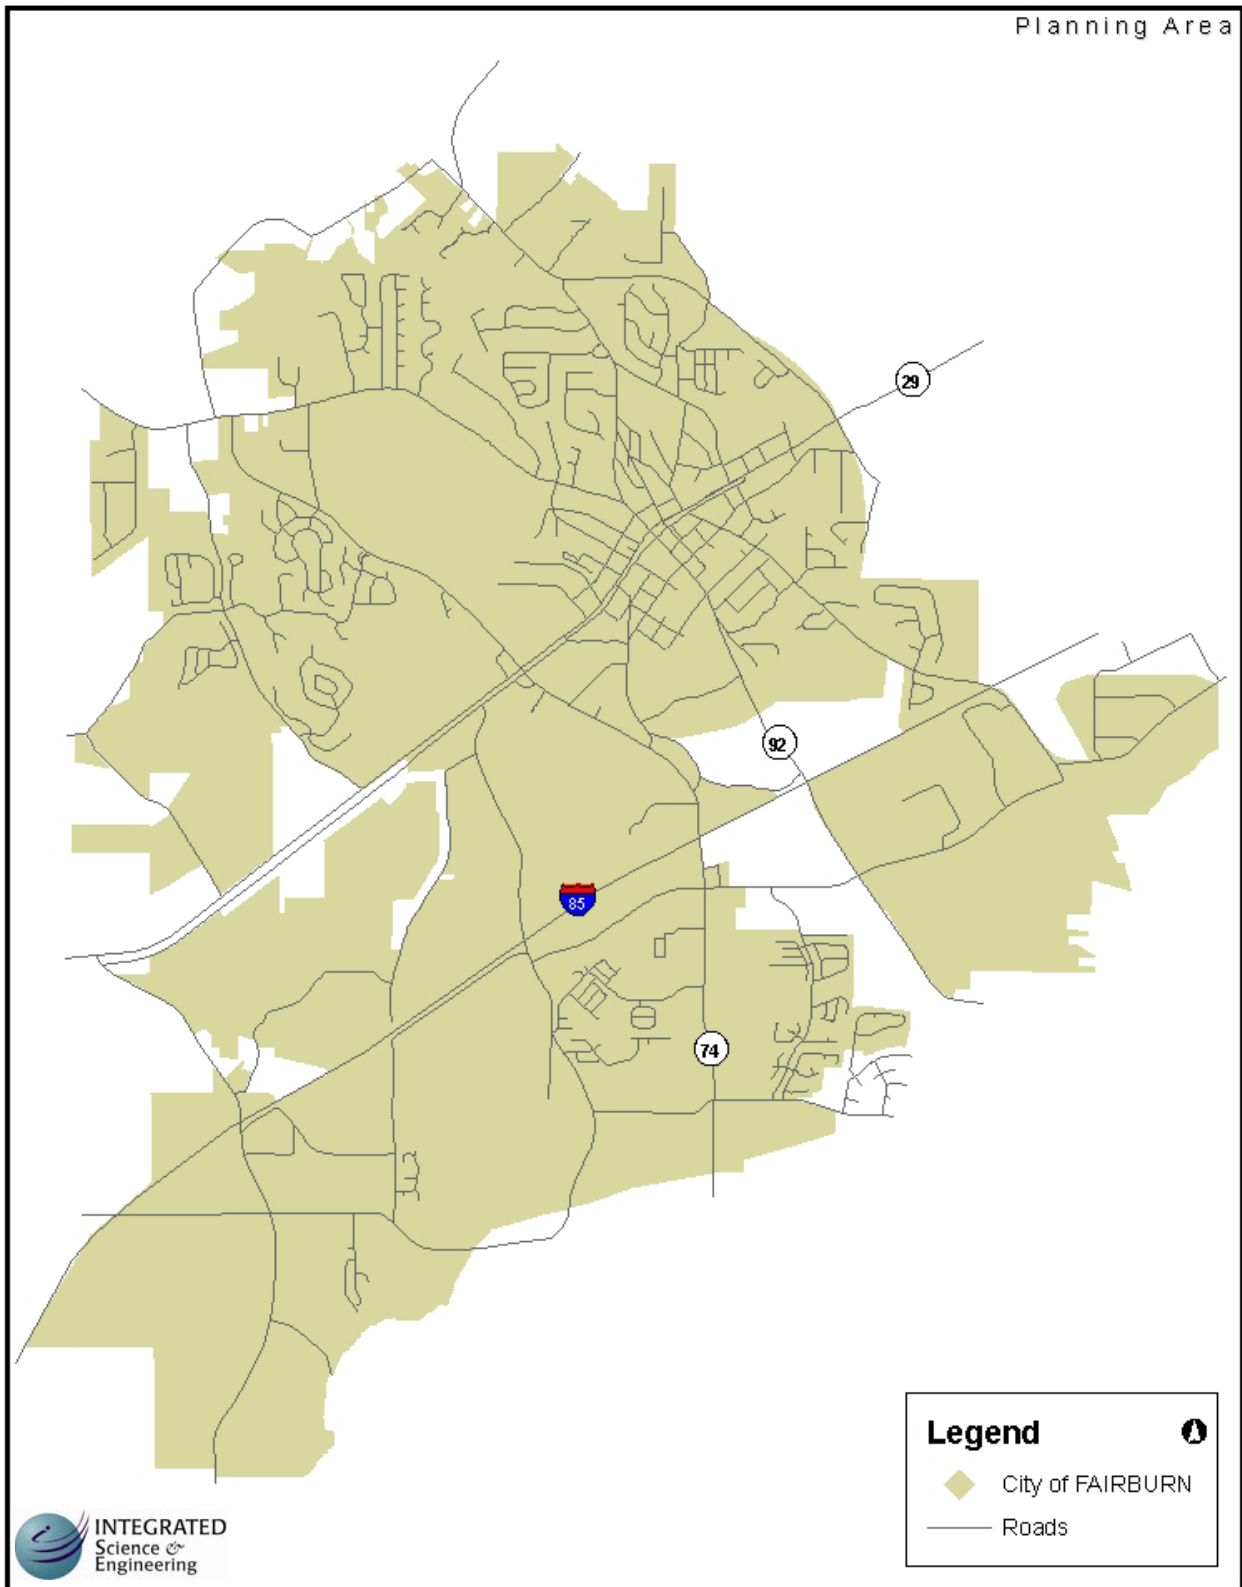 Planning Area
29
92
85
74
Legend
City of FAIRBURN
Roads
i
INTEGRATED
Science &
Engineering